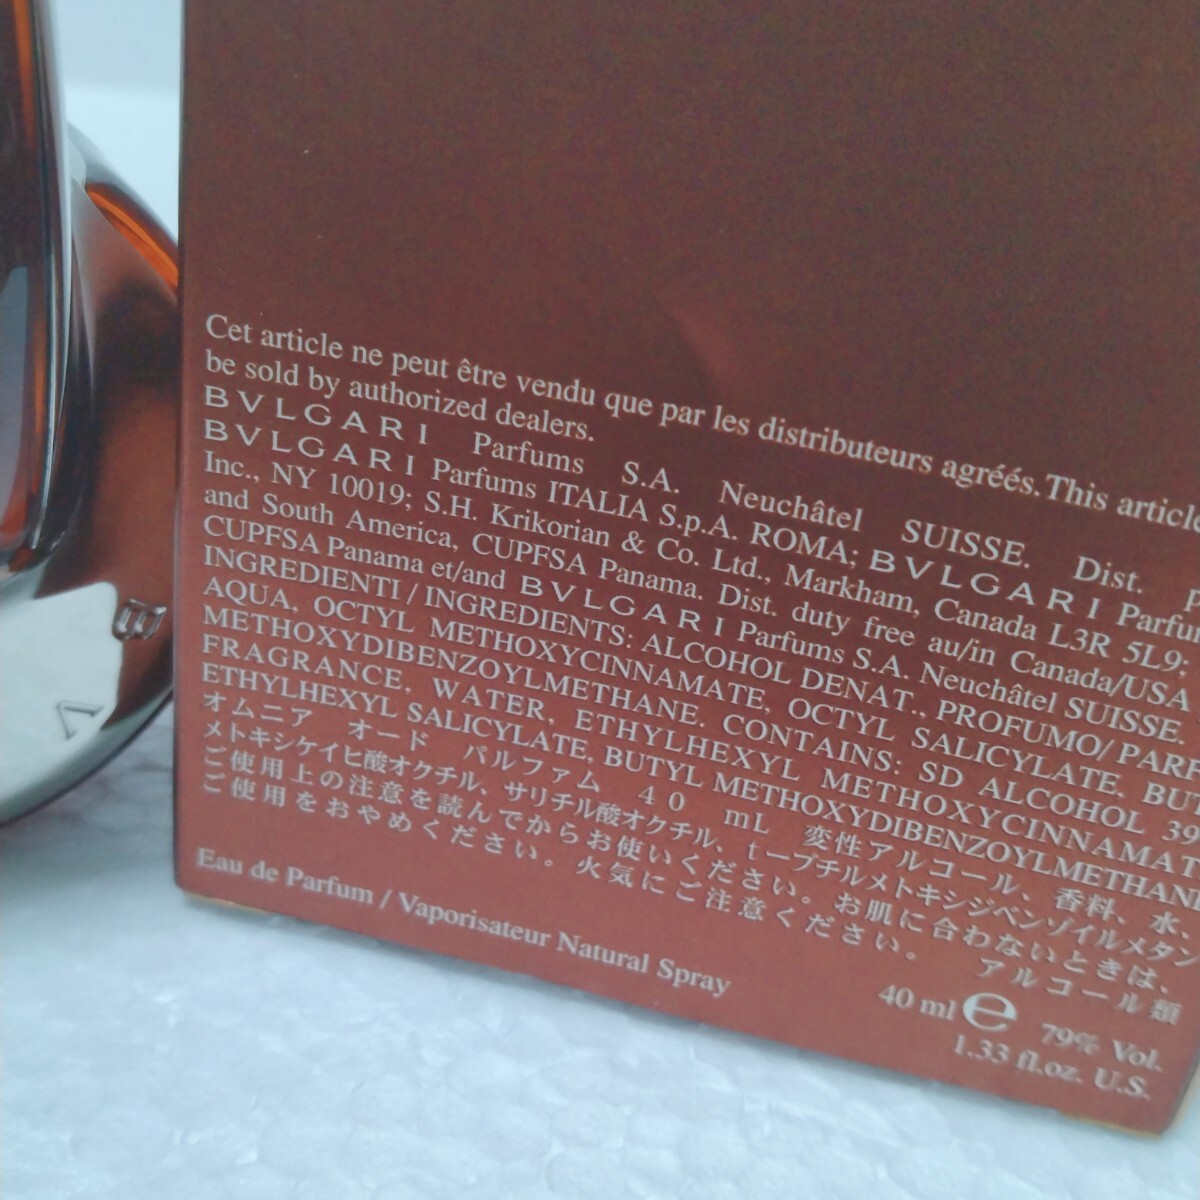 Cet article ne peut être vendu que par les distributeurs agréés. This article
be sold by authorized dealers.
BVLGARI Parfums S.A. Neuchâtel SUISSE. Dist.
BVLGARI Parfums ITALIA S.p.A. ROMA; BVLGARI Parfums
Inc., NY 10019; S.H. Krikorian & Co. Ltd., Markham, Canada L3R 5L9;
and South America, CUPFSA Panama. Dist. duty free au/in Canada/USA
CUPFSA Panama et/and BVLGARI Parfums S.A. Neuchâtel SUISSE.
INGREDIENTI / INGREDIENTS: ALCOHOL DENAT., PROFUMO/
AQUA, OCTYL METHOXYCINNAMATE, OCTYL SALICYLATE, BUTYL
METHOXYDIBENZOYLMETHANE. CONTAINS: SD ALCOHOL 39
FRAGRANCE, WATER, ETHYLHEXYL METHOXYCINNAMATE
ETHYLHEXYL SALICYLATE, BUTYL METHOXYDIBENZOYLMETHANE
オムニア オード パルファム 40 mL 変性アルコール、香料、水、
メトキシケイヒ酸オクチル、サリチル酸オクチル、t-ブチルメトキシジベンゾイルメタン
ご使用上の注意を読んでからお使いください。お肌に合わないときは、
ご使用をおやめください。火気にご注意ください。 アルコール類
Eau de Parfum / Vaporisateur Natural Spray
40 ml ℮ 79% Vol.
1.33 fl.oz. U.S.
B
V